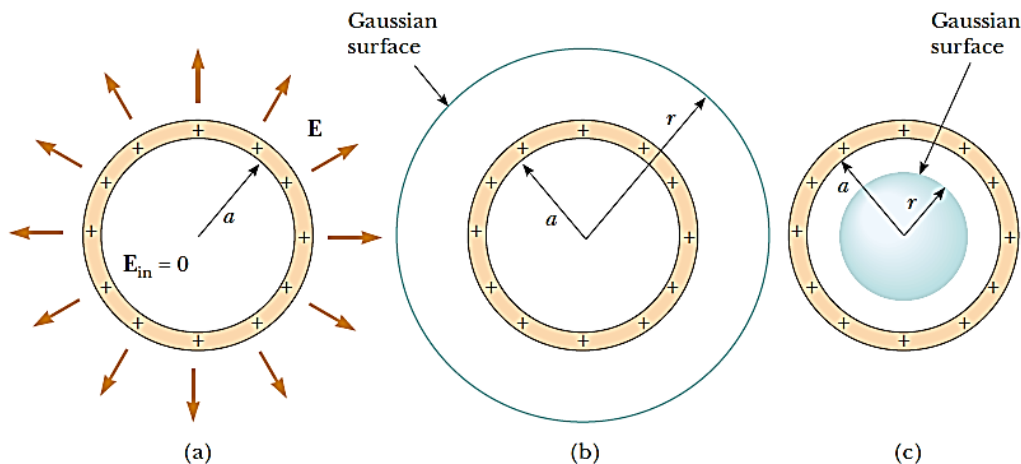 Gaussian
surface
Gaussian
surface
E
r
a
a
a
r
E_in = 0
+ + + + + + + + + + + +
+ + + + + + + + + + + +
+ + + + + + + + + + + +
(a)
(b)
(c)